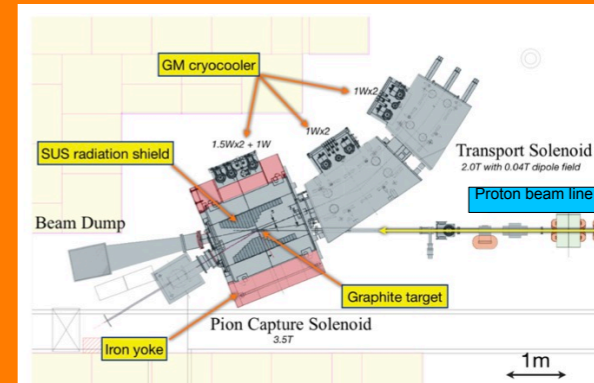 GM cryocooler
1Wx2
1Wx2
1.5Wx2 + 1W
SUS radiation shield
Transport Solenoid
2.0T with 0.04T dipole field
Proton beam line
Beam Dump
Graphite target
Pion Capture Solenoid
3.5T
Iron yoke
1m